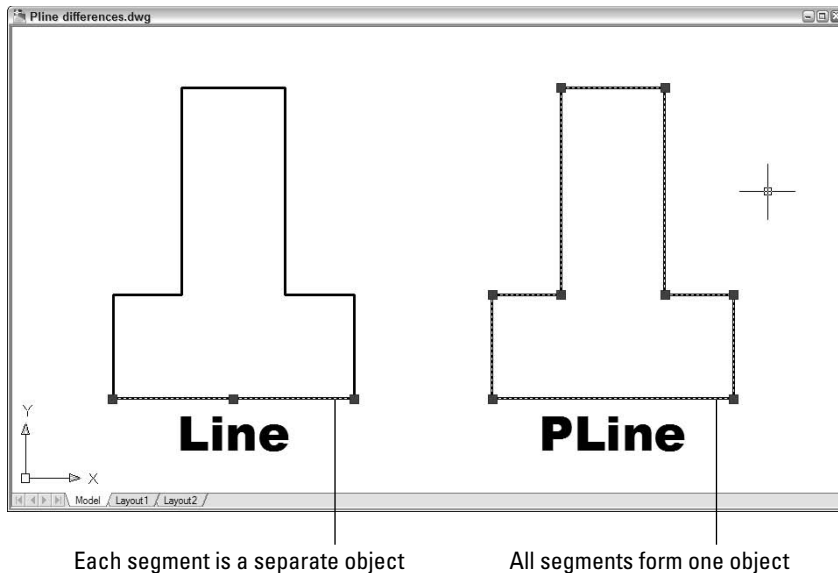 Pline differences.dwg
Line
PLine
Y
X
Model
Layout1
Layout2
Each segment is a separate object
All segments form one object